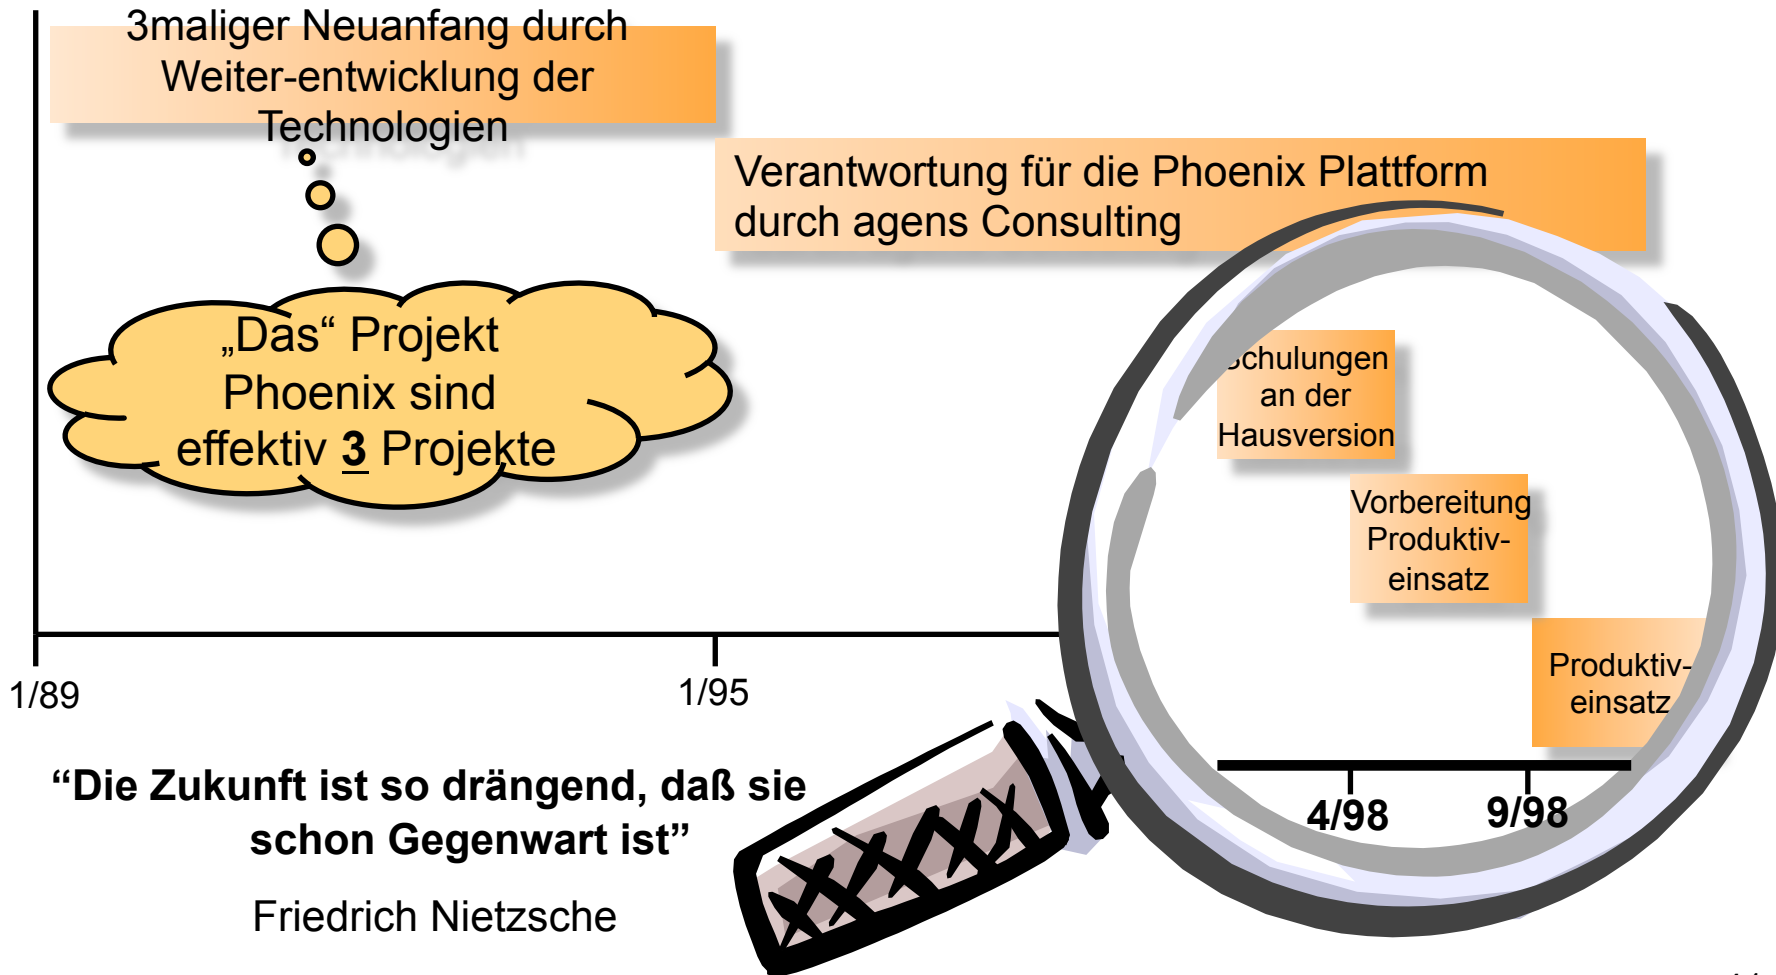 3maliger Neuanfang durch
Weiter-entwicklung der
Technologien
Verantwortung für die Phoenix Plattform
durch agens Consulting
„Das“ Projekt
Phoenix sind
effektiv 3 Projekte
Schulungen
an der
Hausversion
Vorbereitung
Produktiv-
einsatz
Produktiv-
einsatz
1/89
1/95
4/98
9/98
“Die Zukunft ist so drängend, daß sie
schon Gegenwart ist”
Friedrich Nietzsche